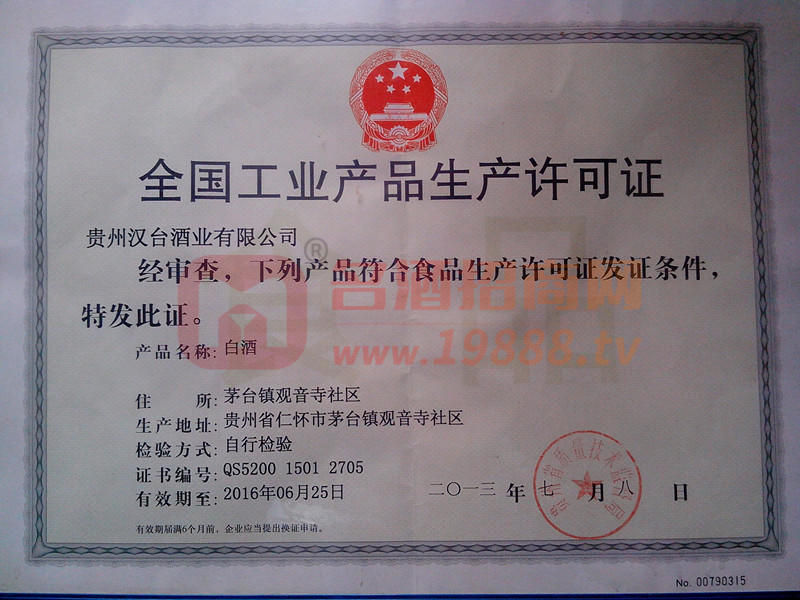 全国工业产品生产许可证
贵州汉台酒业有限公司
经审查，下列产品符合食品生产许可证发证条件，
特发此证。
产品名称：白酒
住所：茅台镇观音寺社区
生产地址：贵州省仁怀市茅台镇观音寺社区
检验方式：自行检验
证书编号：QS5200 1501 2705
有效期至：2016年06月25日
二〇一三年七月八日
有效期届满6个月前，企业应当提出换证申请。
No. 00790315
®
名酒招商网
www.19888.tv